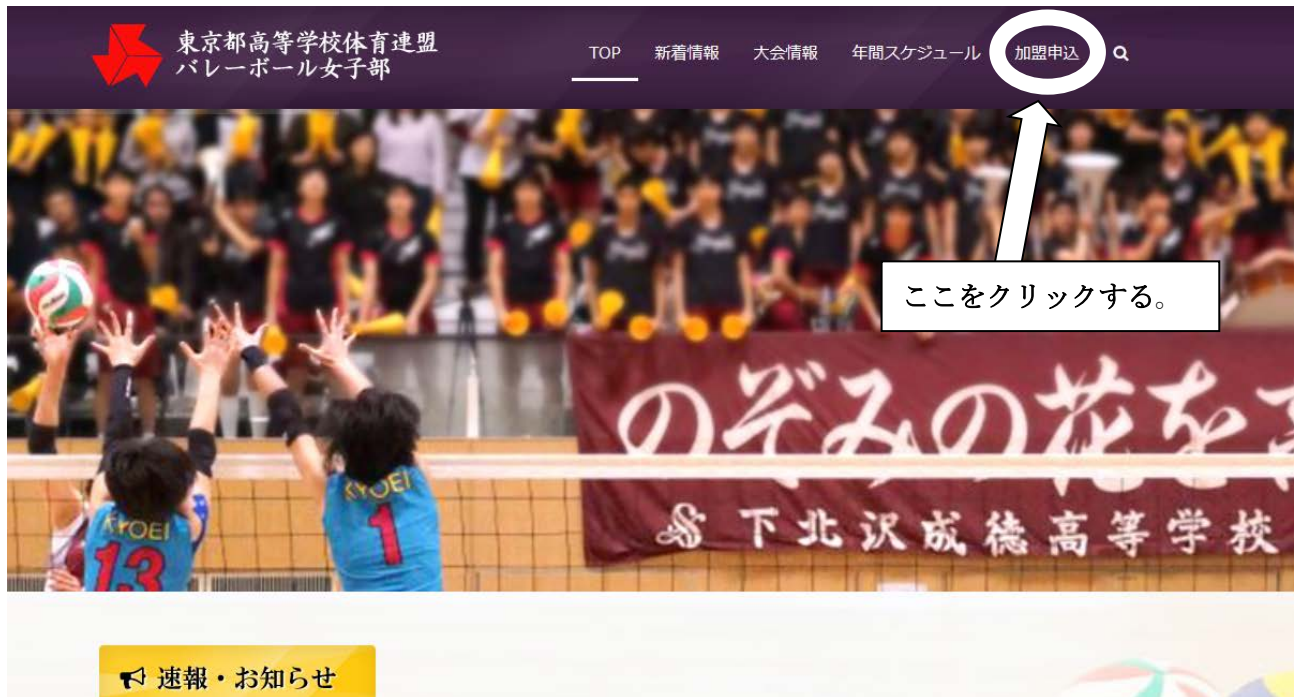 東京都高等学校体育連盟
バレーボール女子部
TOP 新着情報 大会情報 年間スケジュール 加盟申込
ここをクリックする。
のぞみの花を
下北沢成徳高等学校
KYOEI
13
KYOEI
1
速報・お知らせ